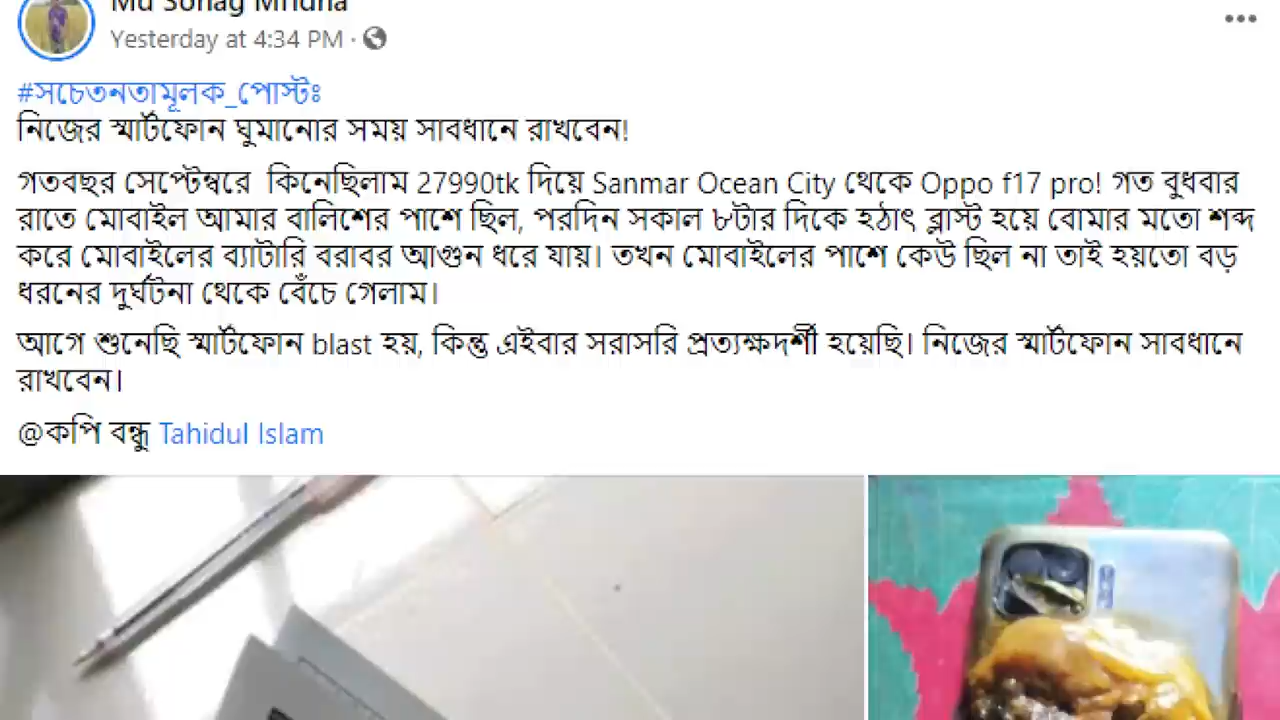 Md Sohag Mridha
Yesterday at 4:34 PM ·
#সচেতনতামূলক_পোস্টঃ
নিজের স্মার্টফোন ঘুমানোর সময় সাবধানে রাখবেন!
গতবছর সেপ্টেম্বরে কিনেছিলাম 27990tk দিয়ে Sanmar Ocean City থেকে Oppo f17 pro! গত বুধবার
রাতে মোবাইল আমার বালিশের পাশে ছিল, পরদিন সকাল ৮টার দিকে হঠাৎ ব্লাস্ট হয়ে বোমার মতো শব্দ
করে মোবাইলের ব্যাটারি বরাবর আগুন ধরে যায়। তখন মোবাইলের পাশে কেউ ছিল না তাই হয়তো বড়
ধরনের দুর্ঘটনা থেকে বেঁচে গেলাম।
আগে শুনেছি স্মার্টফোন blast হয়, কিন্তু এইবার সরাসরি প্রত্যক্ষদর্শী হয়েছি। নিজের স্মার্টফোন সাবধানে
রাখবেন।
@কপি বন্ধু Tahidul Islam